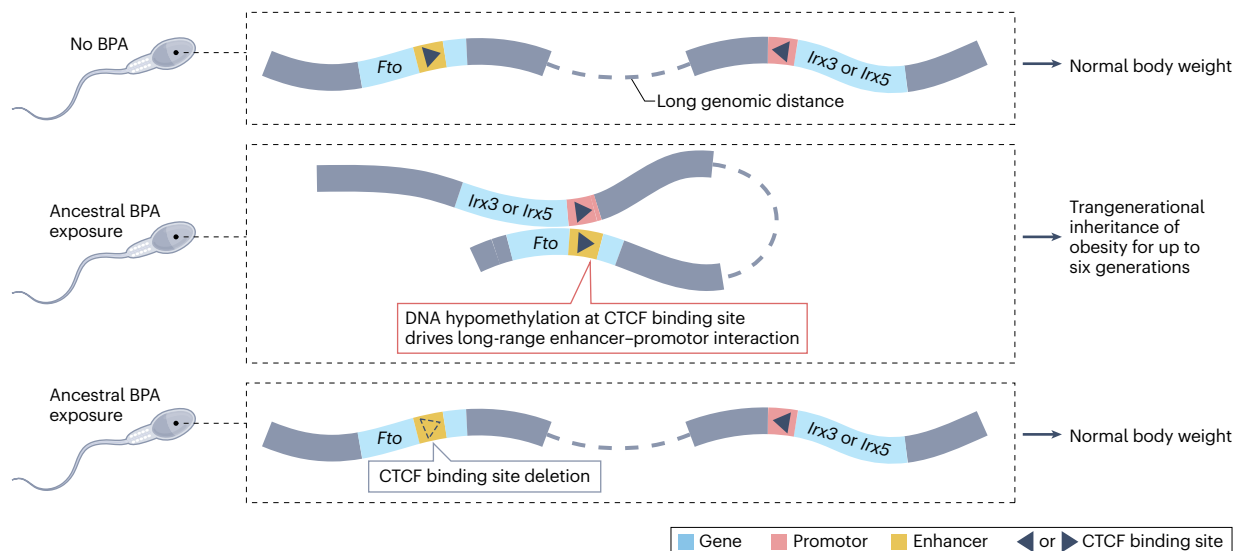 No BPA
Fto
Irx3 or Irx5
Long genomic distance
Normal body weight
Ancestral BPA
exposure
Irx3 or Irx5
Fto
DNA hypomethylation at CTCF binding site
drives long-range enhancer–promotor interaction
Trangenerational
inheritance of
obesity for up to
six generations
Ancestral BPA
exposure
Fto
Irx3 or Irx5
CTCF binding site deletion
Normal body weight
Gene Promotor Enhancer or CTCF binding site